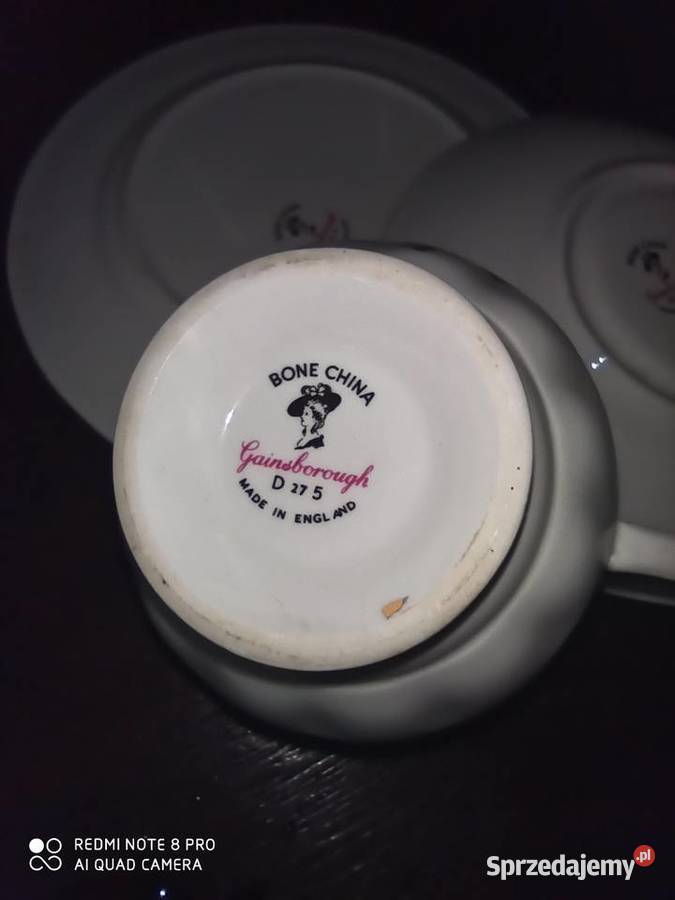 BONE CHINA
Gainsborough
D 275
MADE IN ENGLAND
REDMI NOTE 8 PRO
AI QUAD CAMERA
Sprzedajemy.pl